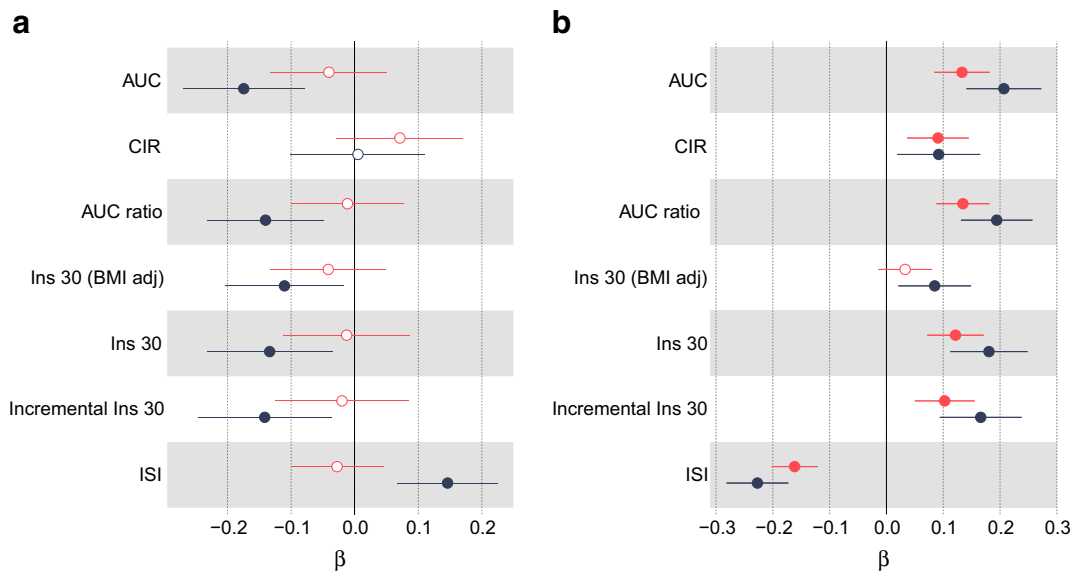 a
AUC
CIR
AUC ratio
Ins 30 (BMI adj)
Ins 30
Incremental Ins 30
ISI
−0.2 −0.1 0.0 0.1 0.2
β
b
AUC
CIR
AUC ratio
Ins 30 (BMI adj)
Ins 30
Incremental Ins 30
ISI
−0.3 −0.2 0.0 0.1 0.2 0.3
β